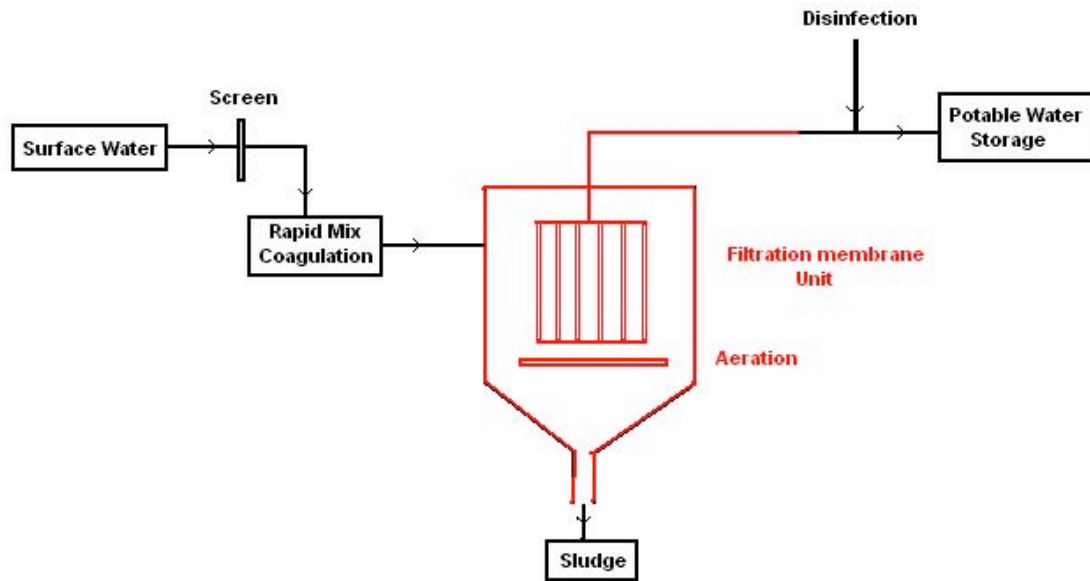 Disinfection
Screen
Surface Water
Potable Water
Storage
Rapid Mix
Coagulation
Filtration membrane
Unit
Aeration
Sludge